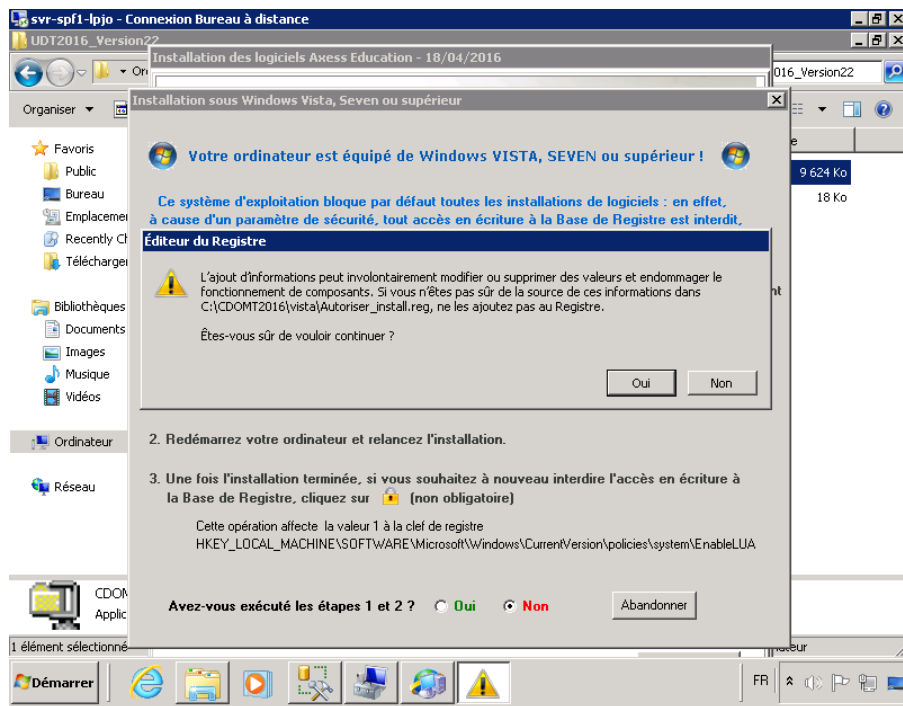 svr-spf1-lpjo - Connexion Bureau à distance
UDT2016_Version22
Installation des logiciels Axess Education - 18/04/2016
016_Version22
Organiser
Installation sous Windows Vista, Seven ou supérieur
Favoris
Public
Bureau
Recently
Bibliothèques
Documents
Images
Musique
Vidéos
Ordinateur
Réseau
9 624 Ko
18 Ko
Votre ordinateur est équipé de Windows VISTA, SEVEN ou supérieur !
Ce système d'exploitation bloque par défaut toutes les installations de logiciels : en effet,
à cause d'un paramètre de sécurité, tout accès en écriture à la Base de Registre est interdit,
Éditeur du Registre
L'ajout d'informations peut involontairement modifier ou supprimer des valeurs et endommager le
fonctionnement de composants. Si vous n'êtes pas sûr de la source de ces informations dans
C:\CDOMT2016\vista\Autoriser_install.reg, ne les ajoutez pas au Registre.
Êtes-vous sûr de vouloir continuer ?
Oui
Non
2. Redémarrez votre ordinateur et relancez l'installation.
3. Une fois l'installation terminée, si vous souhaitez à nouveau interdire l'accès en écriture à
la Base de Registre, cliquez sur (non obligatoire)
Cette opération affecte la valeur 1 à la clef de registre
HKEY_LOCAL_MACHINE\SOFTWARE\Microsoft\Windows\CurrentVersion\policies\system\EnableLUA
Avez-vous exécuté les étapes 1 et 2 ? Oui Non
Abandonner
1 élément sélectionné
Démarrer
FR